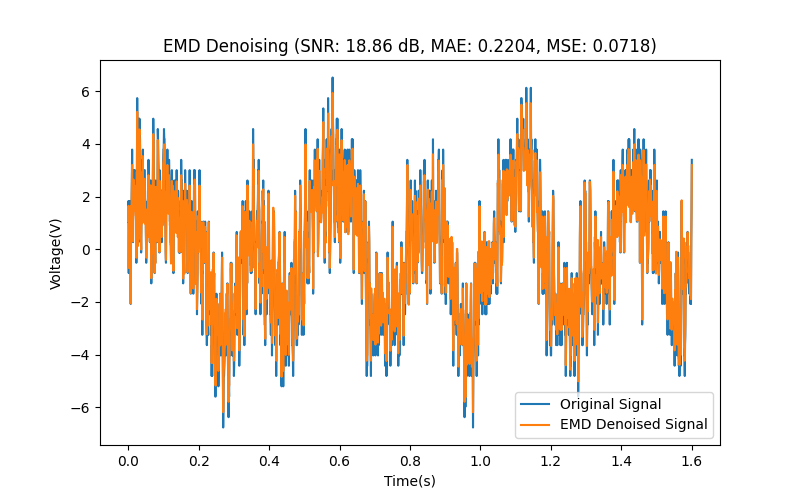 EMD Denoising (SNR: 18.86 dB, MAE: 0.2204, MSE: 0.0718)
6
4
2
0
−2
−4
−6
Voltage(V)
0.0 0.2 0.4 0.6 0.8 1.0 1.2 1.4 1.6
Time(s)
Original Signal
EMD Denoised Signal